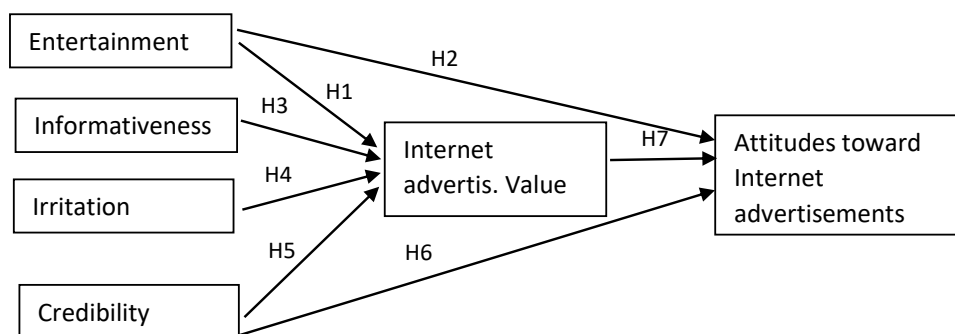 Entertainment
H2
H1
Informativeness
H3
Internet
advertis. Value
H7
Attitudes toward
Internet
advertisements
Irritation
H4
H5
H6
Credibility